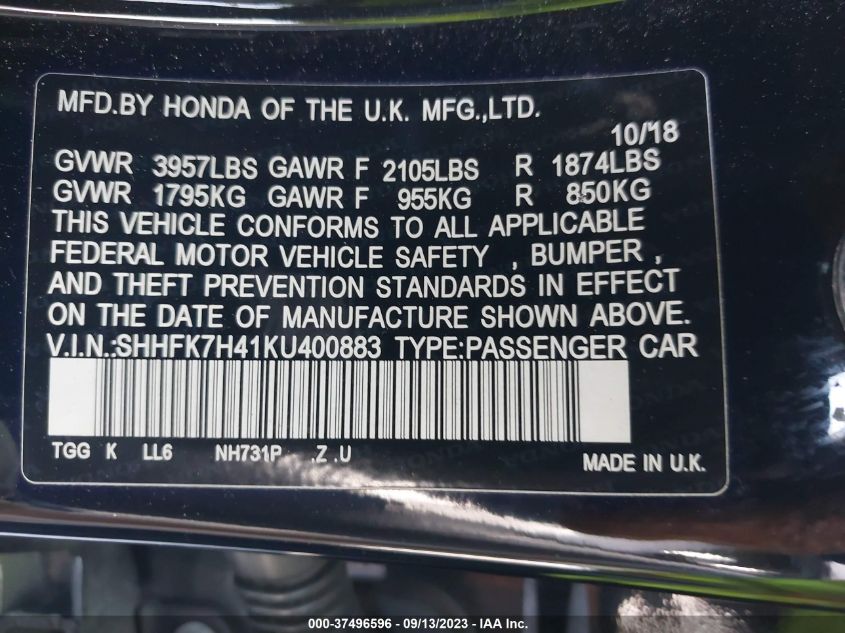 MFD.BY HONDA OF THE U.K. MFG.,LTD.
10/18
GVWR 3957LBS GAWR F 2105LBS R 1874LBS
GVWR 1795KG GAWR F 955KG R 850KG
THIS VEHICLE CONFORMS TO ALL APPLICABLE
FEDERAL MOTOR VEHICLE SAFETY , BUMPER ,
AND THEFT PREVENTION STANDARDS IN EFFECT
ON THE DATE OF MANUFACTURE SHOWN ABOVE.
V.I.N.:SHHFK7H41KU400883 TYPE:PASSENGER CAR
TGG K LL6 NH731P .Z .U
MADE IN U.K.
000-37496596 - 09/13/2023 - IAA Inc.